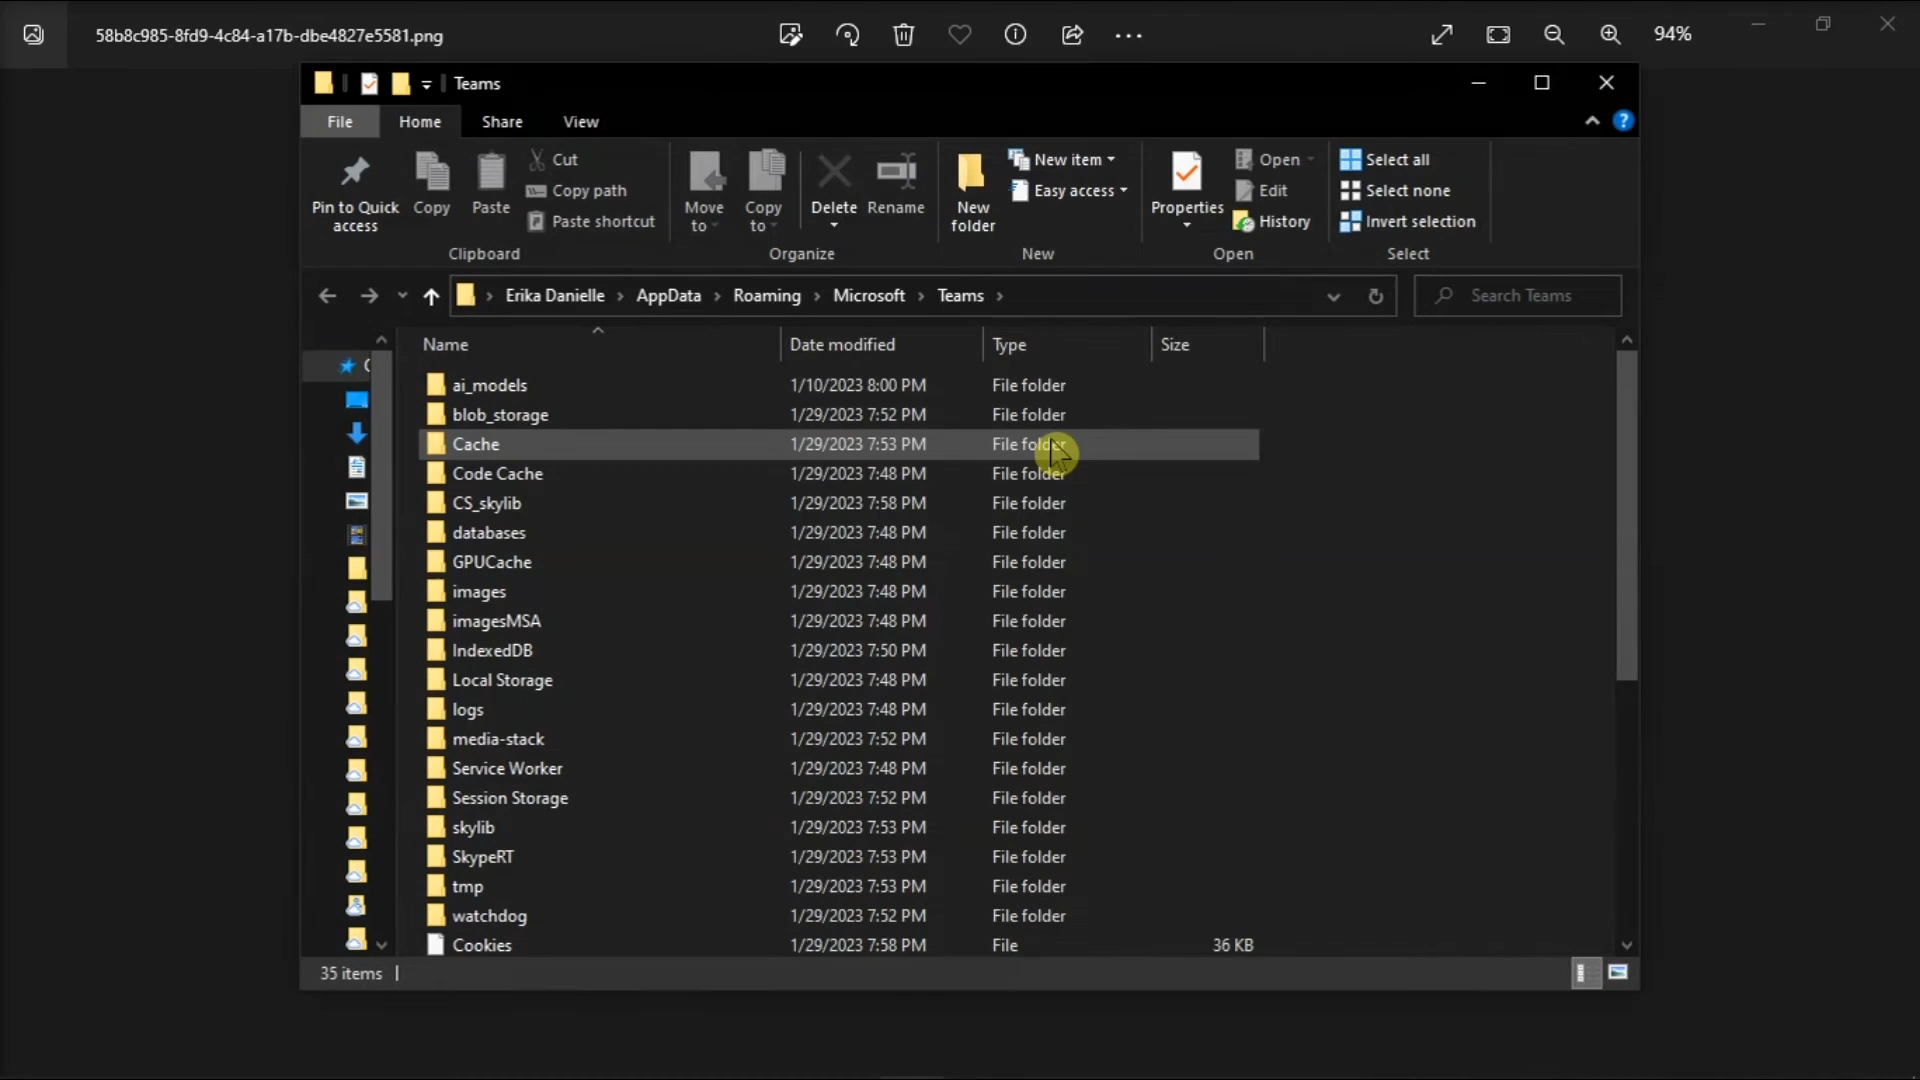 58b8c985-8fd9-4c84-a17b-dbe4827e5581.png
94%
Teams
File Home Share View
Pin to Quick access
Copy
Paste
Cut
Copy path
Paste shortcut
Clipboard
Move to
Copy to
Delete
Rename
Organize
New folder
New item
Easy access
New
Properties
Open
Edit
History
Open
Select all
Select none
Invert selection
Select
Erika Danielle › AppData › Roaming › Microsoft › Teams ›
Search Teams
Name Date modified Type Size
ai_models 1/10/2023 8:00 PM File folder
blob_storage 1/29/2023 7:52 PM File folder
Cache 1/29/2023 7:53 PM File folder
Code Cache 1/29/2023 7:48 PM File folder
CS_skylib 1/29/2023 7:58 PM File folder
databases 1/29/2023 7:48 PM File folder
GPUCache 1/29/2023 7:48 PM File folder
images 1/29/2023 7:48 PM File folder
imagesMSA 1/29/2023 7:48 PM File folder
IndexedDB 1/29/2023 7:50 PM File folder
Local Storage 1/29/2023 7:48 PM File folder
logs 1/29/2023 7:48 PM File folder
media-stack 1/29/2023 7:52 PM File folder
Service Worker 1/29/2023 7:48 PM File folder
Session Storage 1/29/2023 7:52 PM File folder
skylib 1/29/2023 7:53 PM File folder
SkypeRT 1/29/2023 7:53 PM File folder
tmp 1/29/2023 7:53 PM File folder
watchdog 1/29/2023 7:52 PM File folder
Cookies 1/29/2023 7:58 PM File 36 KB
35 items